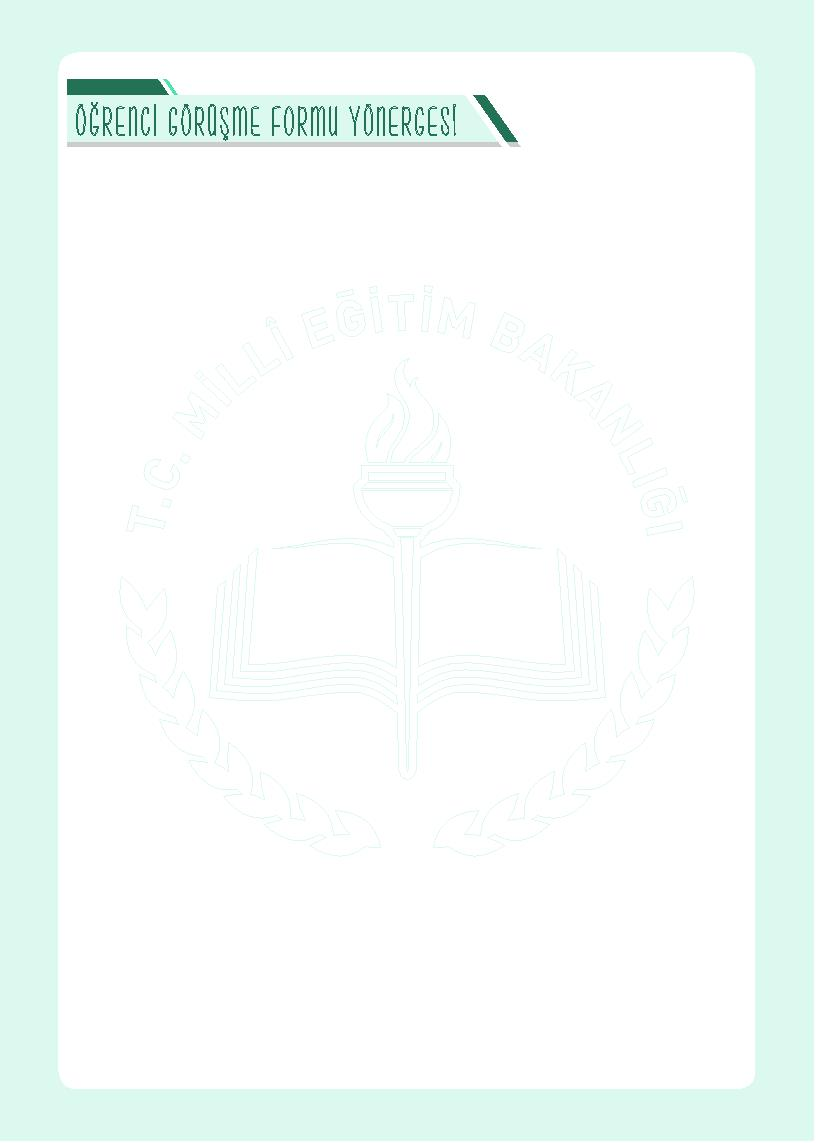 ÖĞRENCİ GÖRÜŞME FORMU YÖNERGESİ
T.C. MİLLÎ EĞİTİM BAKANLIĞI